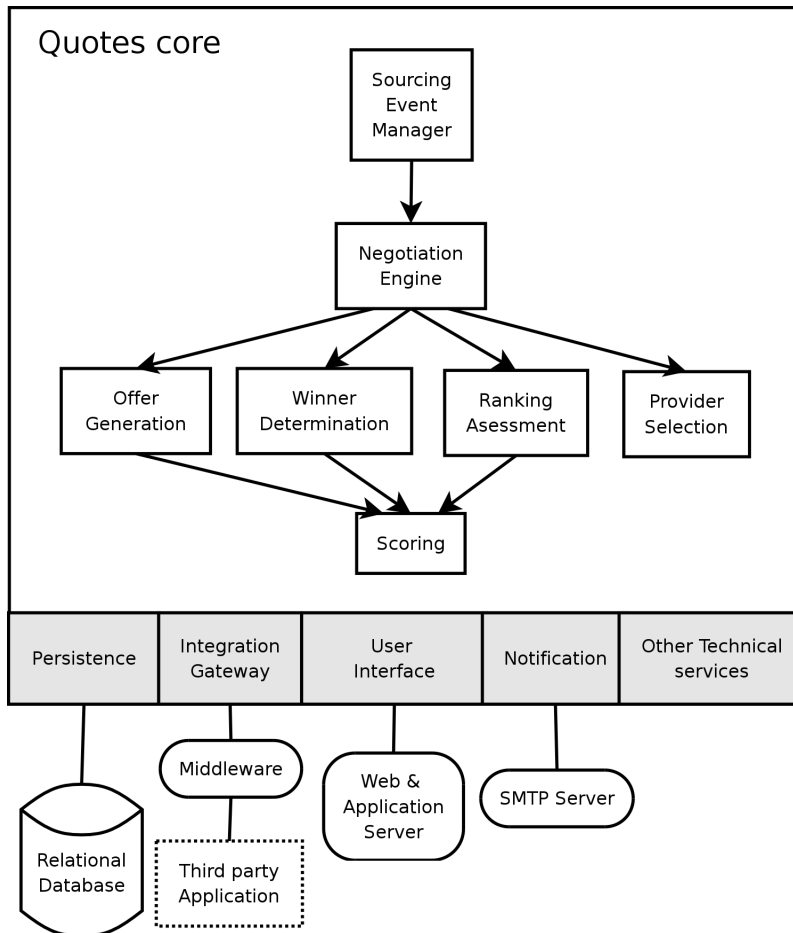 Quotes core
Sourcing
Event
Manager
Negotiation
Engine
Offer
Generation
Winner
Determination
Ranking
Asessment
Provider
Selection
Scoring
Persistence
Integration
Gateway
User
Interface
Notification
Other Technical
services
Middleware
Web &
Application
Server
SMTP Server
Relational
Database
Third party
Application